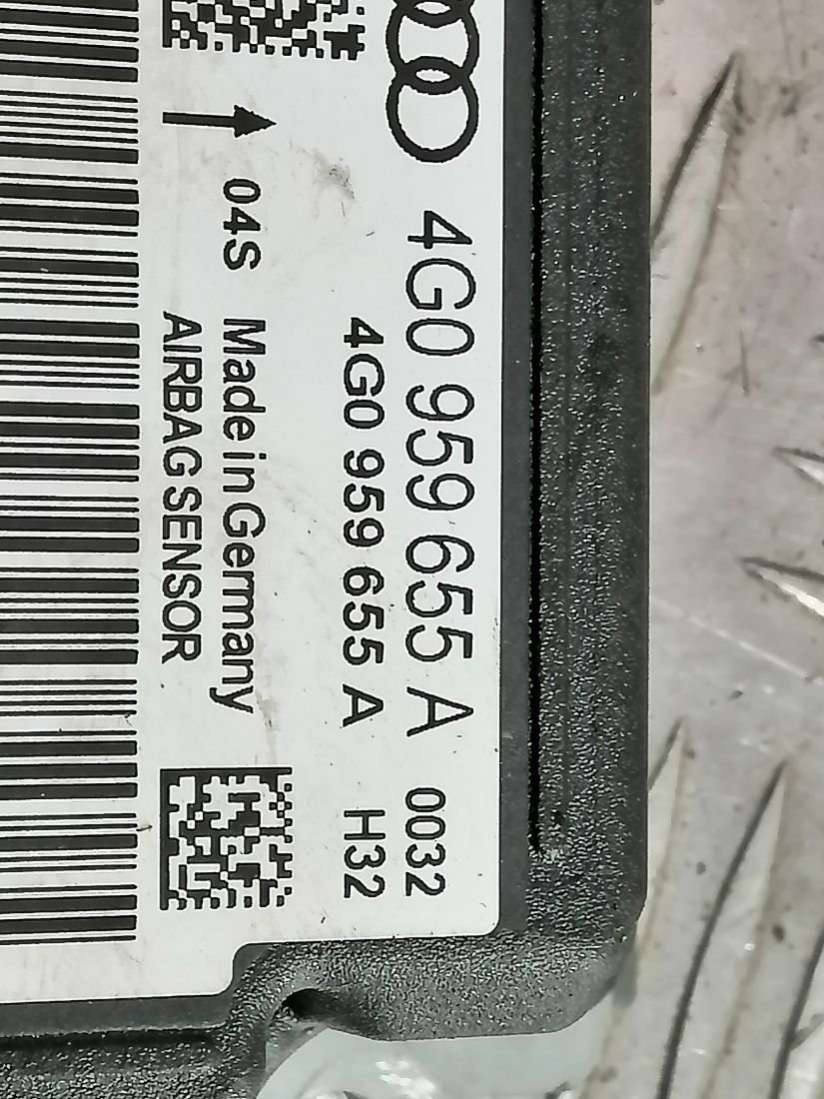 4G0 959 655 A 0032
4G0 959 655 A H32
04S Made in Germany
AIRBAG SENSOR